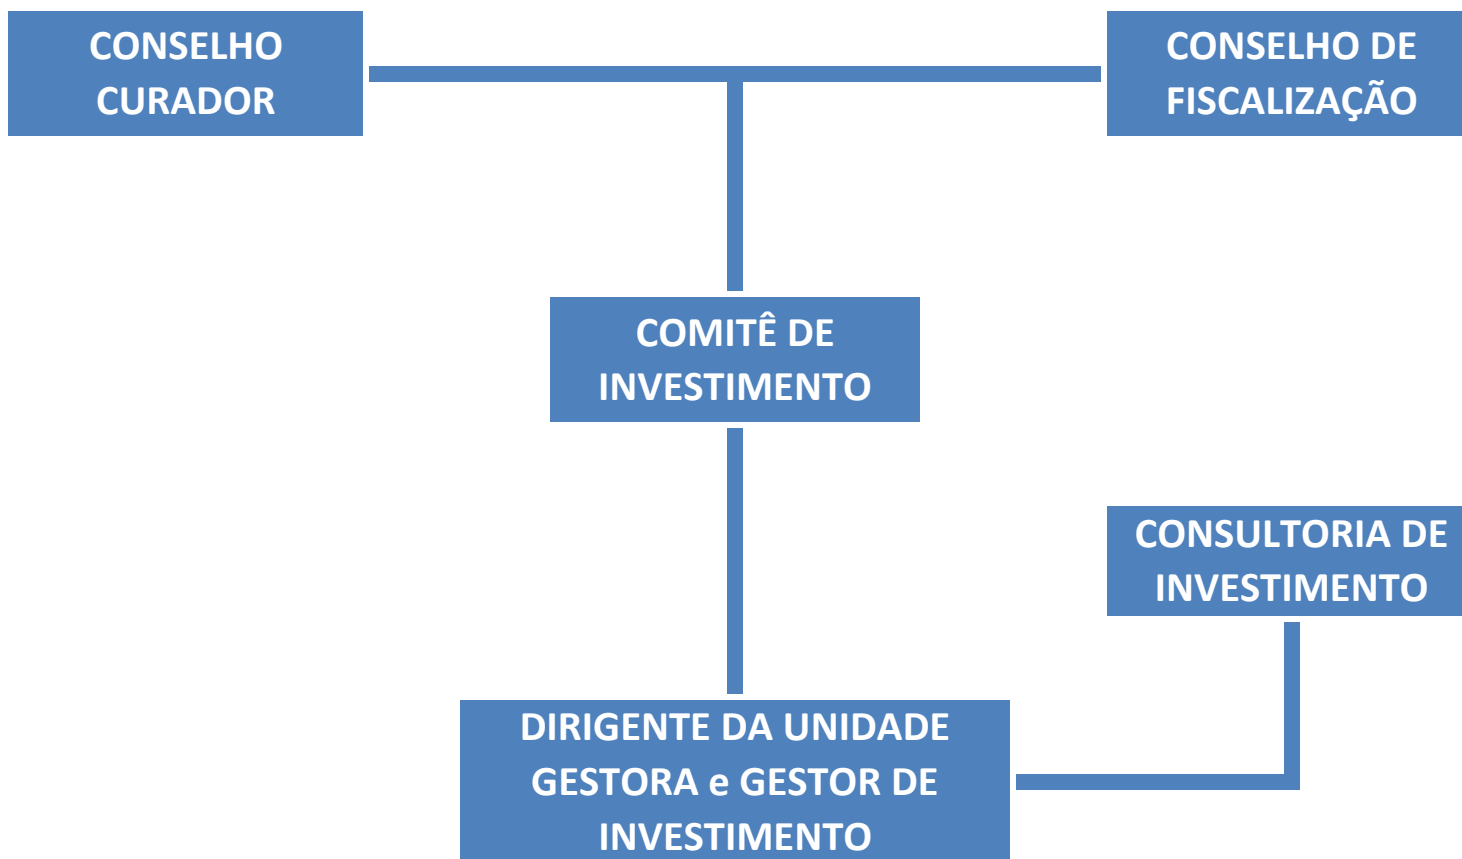 CONSELHO
CURADOR
CONSELHO DE
FISCALIZAÇÃO
COMITÊ DE
INVESTIMENTO
CONSULTORIA DE
INVESTIMENTO
DIRIGENTE DA UNIDADE
GESTORA e GESTOR DE
INVESTIMENTO